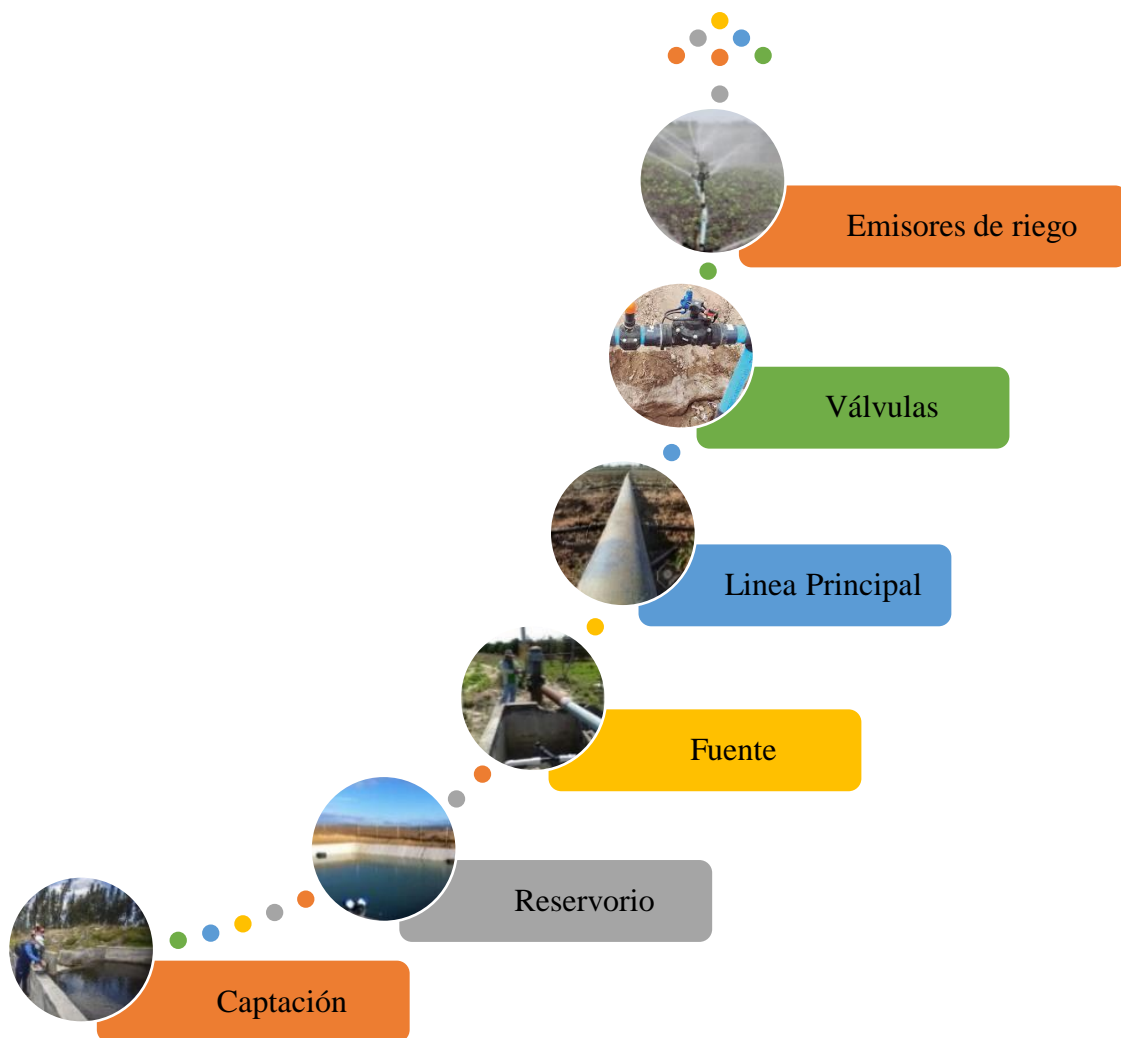 Emisores de riego
Válvulas
Linea Principal
Fuente
Reservorio
Captación